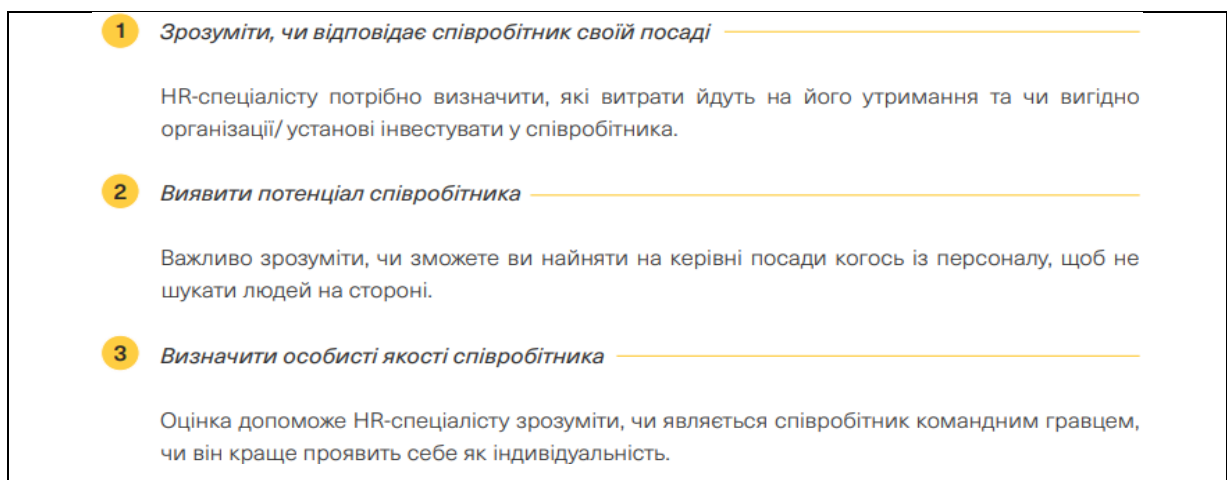 1 Зрозуміти, чи відповідає співробітник своїй посаді
HR-спеціалісту потрібно визначити, які витрати йдуть на його утримання та чи вигідно
організації/ установі інвестувати у співробітника.
2 Виявити потенціал співробітника
Важливо зрозуміти, чи зможете ви найняти на керівні посади когось із персоналу, щоб не
шукати людей на стороні.
3 Визначити особисті якості співробітника
Оцінка допоможе HR-спеціалісту зрозуміти, чи являється співробітник командним гравцем,
чи він краще проявить себе як індивідуальність.